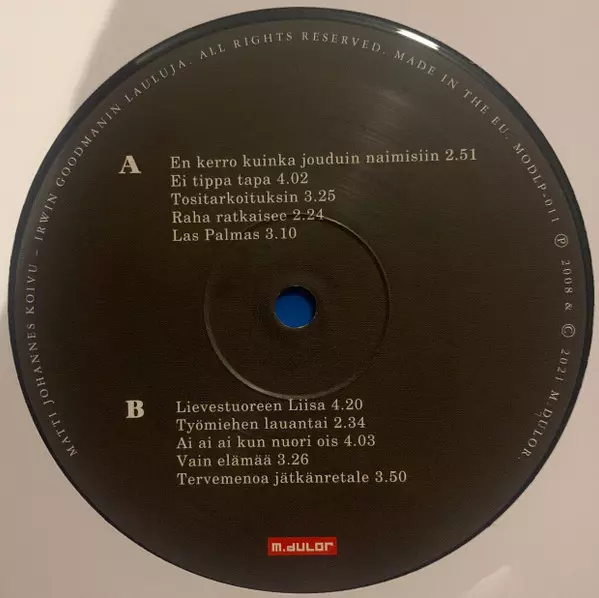 MATTI JOHANNES KOIVU – IRWIN GOODMANIN LAULUJA. ALL RIGHTS RESERVED. MADE IN THE EU. MODLP-011 ℗ 2008 & © 2021 M.DULOR.
A
En kerro kuinka jouduin naimisiin 2.51
Ei tippa tapa 4.02
Tositarkoituksin 3.25
Raha ratkaisee 2.24
Las Palmas 3.10
B
Lievestuoreen Liisa 4.20
Työmiehen lauantai 2.34
Ai ai ai kun nuori ois 4.03
Vain elämää 3.26
Tervemenoa jätkänretale 3.50
m.duLor